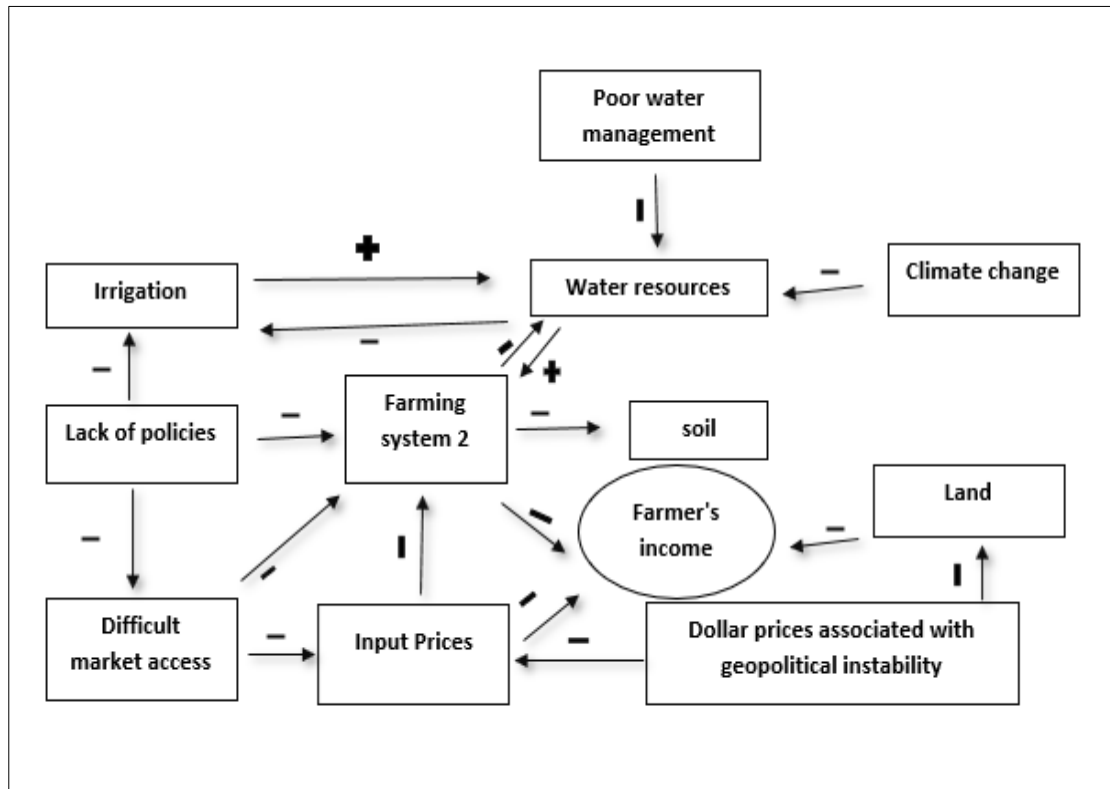 Poor water
management
+
Irrigation
Water resources
Climate change
–
–
–
–
+
Lack of policies
–
Farming
system 2
–
soil
Farmer's
income
Land
–
–
–
–
–
–
Difficult
market access
–
Input Prices
–
Dollar prices associated with
geopolitical instability